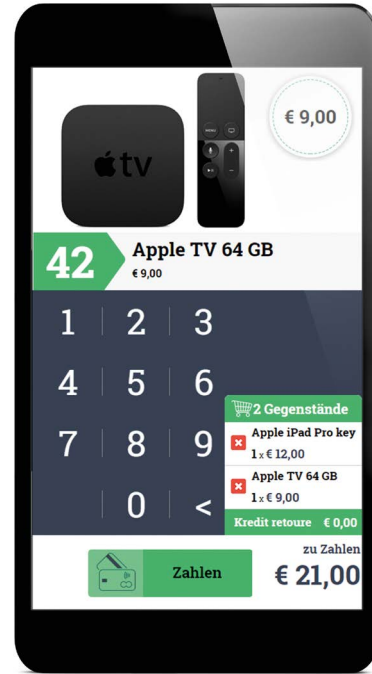 tv
MENU
€ 9,00
42
Apple TV 64 GB
€ 9,00
1 2 3
4 5 6
7 8 9
0 <
2 Gegenstände
Apple iPad Pro key
1 x € 12,00
Apple TV 64 GB
1 x € 9,00
Kredit retoure € 0,00
zu Zahlen
Zahlen
€ 21,00